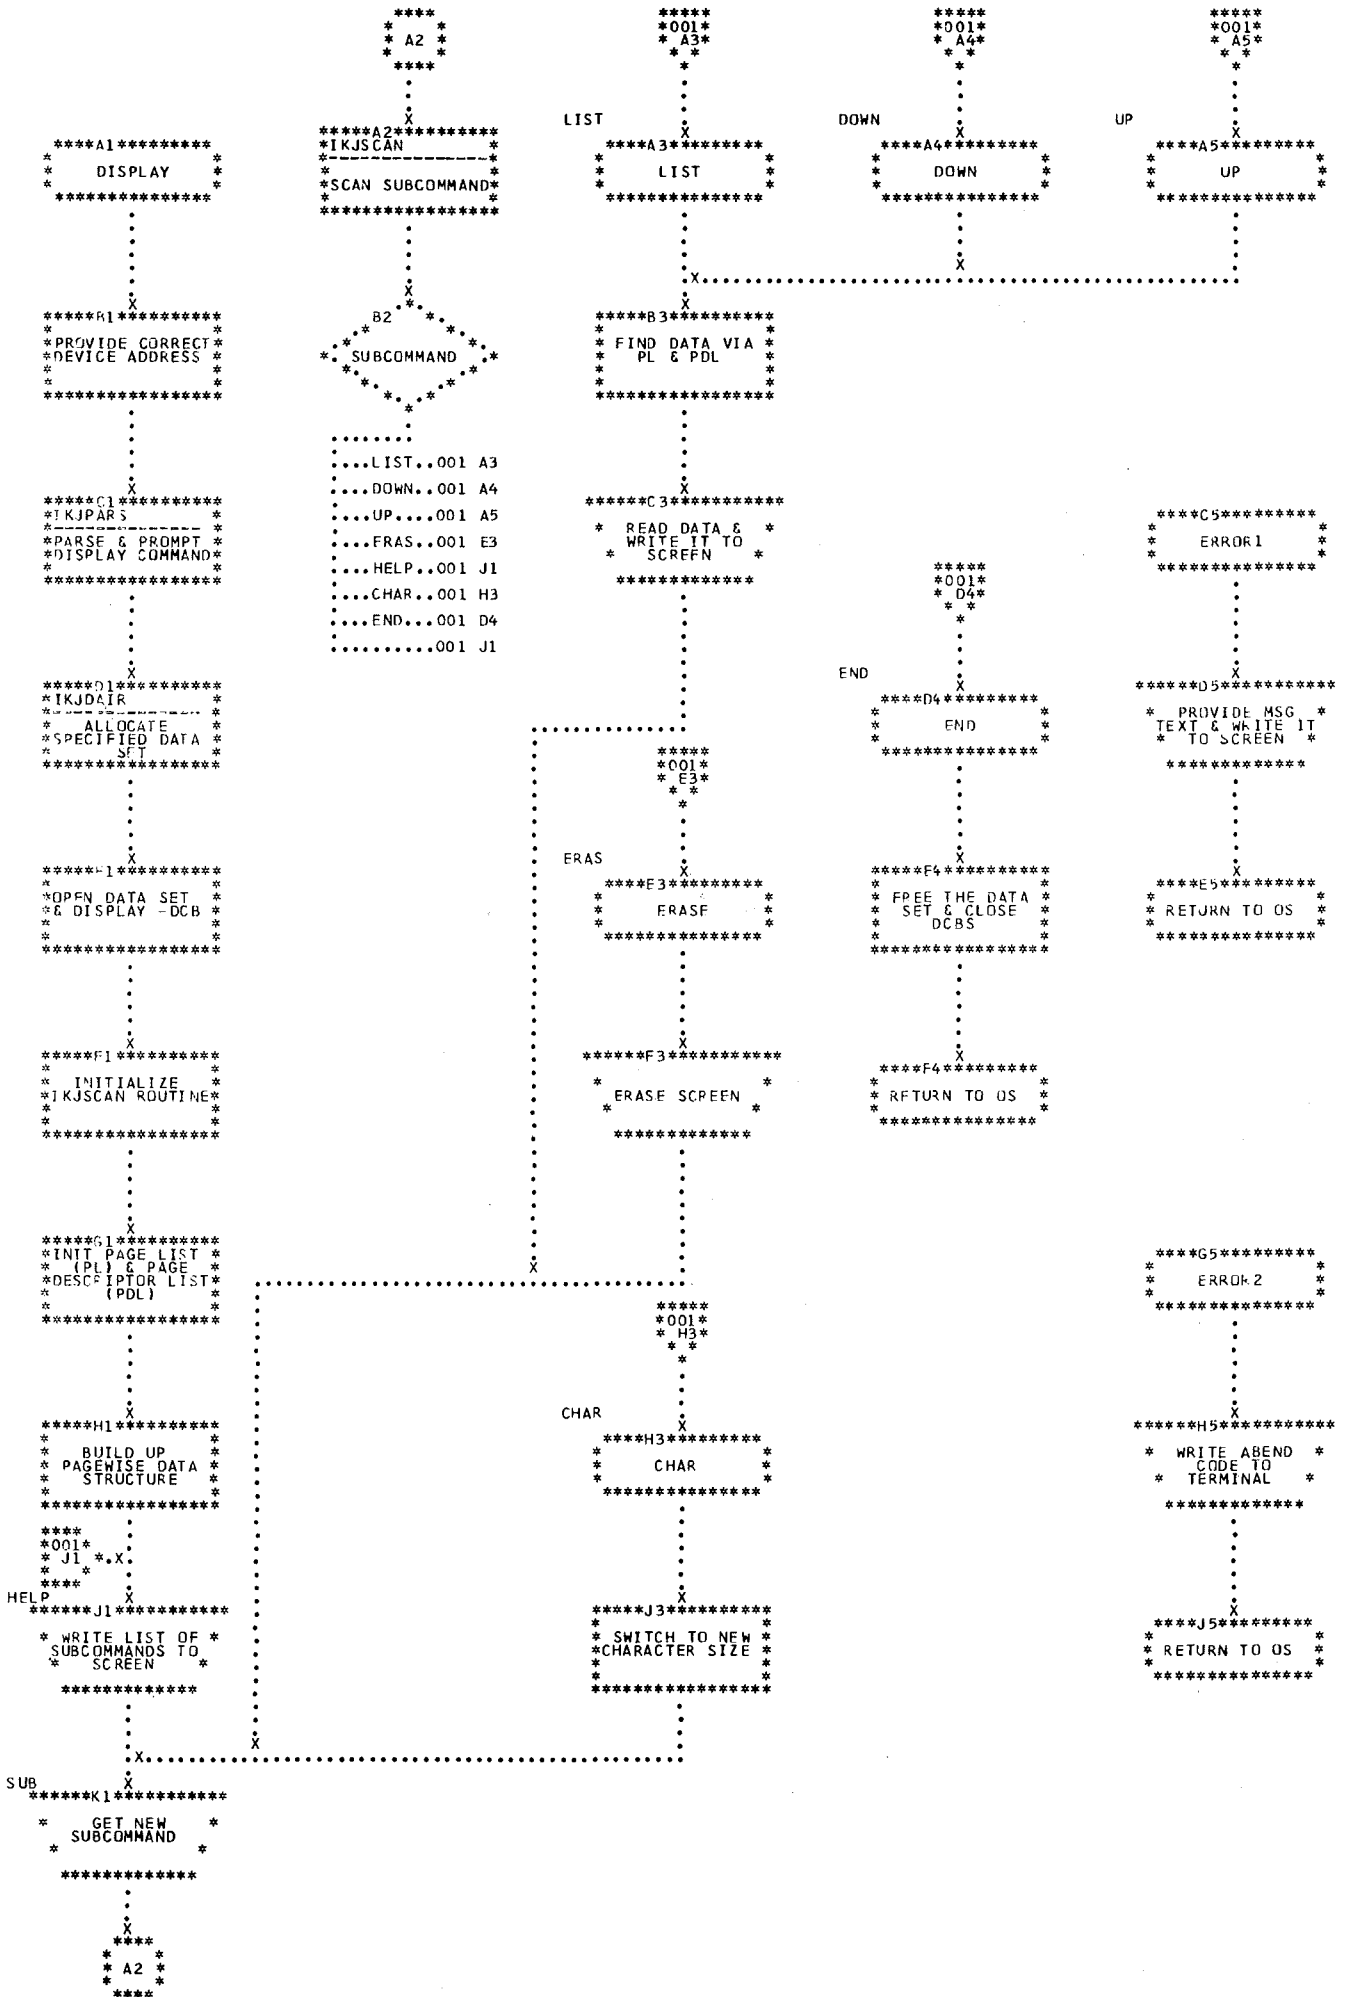 A2
001
A3
001
A4
001
A5
LIST
DOWN
UP
A1
DISPLAY
A2
IKJSCAN
SCAN SUBCOMMAND
A3
LIST
A4
DOWN
A5
UP
B1
PROVIDE CORRECT
DEVICE ADDRESS
B2
SUBCOMMAND
B3
FIND DATA VIA
PL & PDL
....LIST..001 A3
....DOWN..001 A4
....UP....001 A5
....ERAS..001 E3
....HELP..001 J1
....CHAR..001 H3
....END...001 D4
..........001 J1
C1
IKJPARS
PARSE & PROMPT
DISPLAY COMMAND
C3
READ DATA &
WRITE IT TO
SCREEN
C5
ERROR1
001
D4
END
D1
IKJDAIR
ALLOCATE
SPECIFIED DATA
SET
D4
END
D5
PROVIDE MSG
TEXT & WRITE IT
TO SCREEN
001
E3
ERAS
E1
OPEN DATA SET
& DISPLAY -DCB
E3
ERASE
E4
FREE THE DATA
SET & CLOSE
DCBS
E5
RETURN TO OS
F1
INITIALIZE
IKJSCAN ROUTINE
F3
ERASE SCREEN
F4
RETURN TO OS
G1
INIT PAGE LIST
(PL) & PAGE
DESCRIPTOR LIST
(PDL)
G5
ERROR2
001
H3
CHAR
H1
BUILD UP
PAGEWISE DATA
STRUCTURE
H3
CHAR
H5
WRITE ABEND
CODE TO
TERMINAL
001
J1
HELP
J1
WRITE LIST OF
SUBCOMMANDS TO
SCREEN
J3
SWITCH TO NEW
CHARACTER SIZE
J5
RETURN TO OS
SUB
K1
GET NEW
SUBCOMMAND
A2